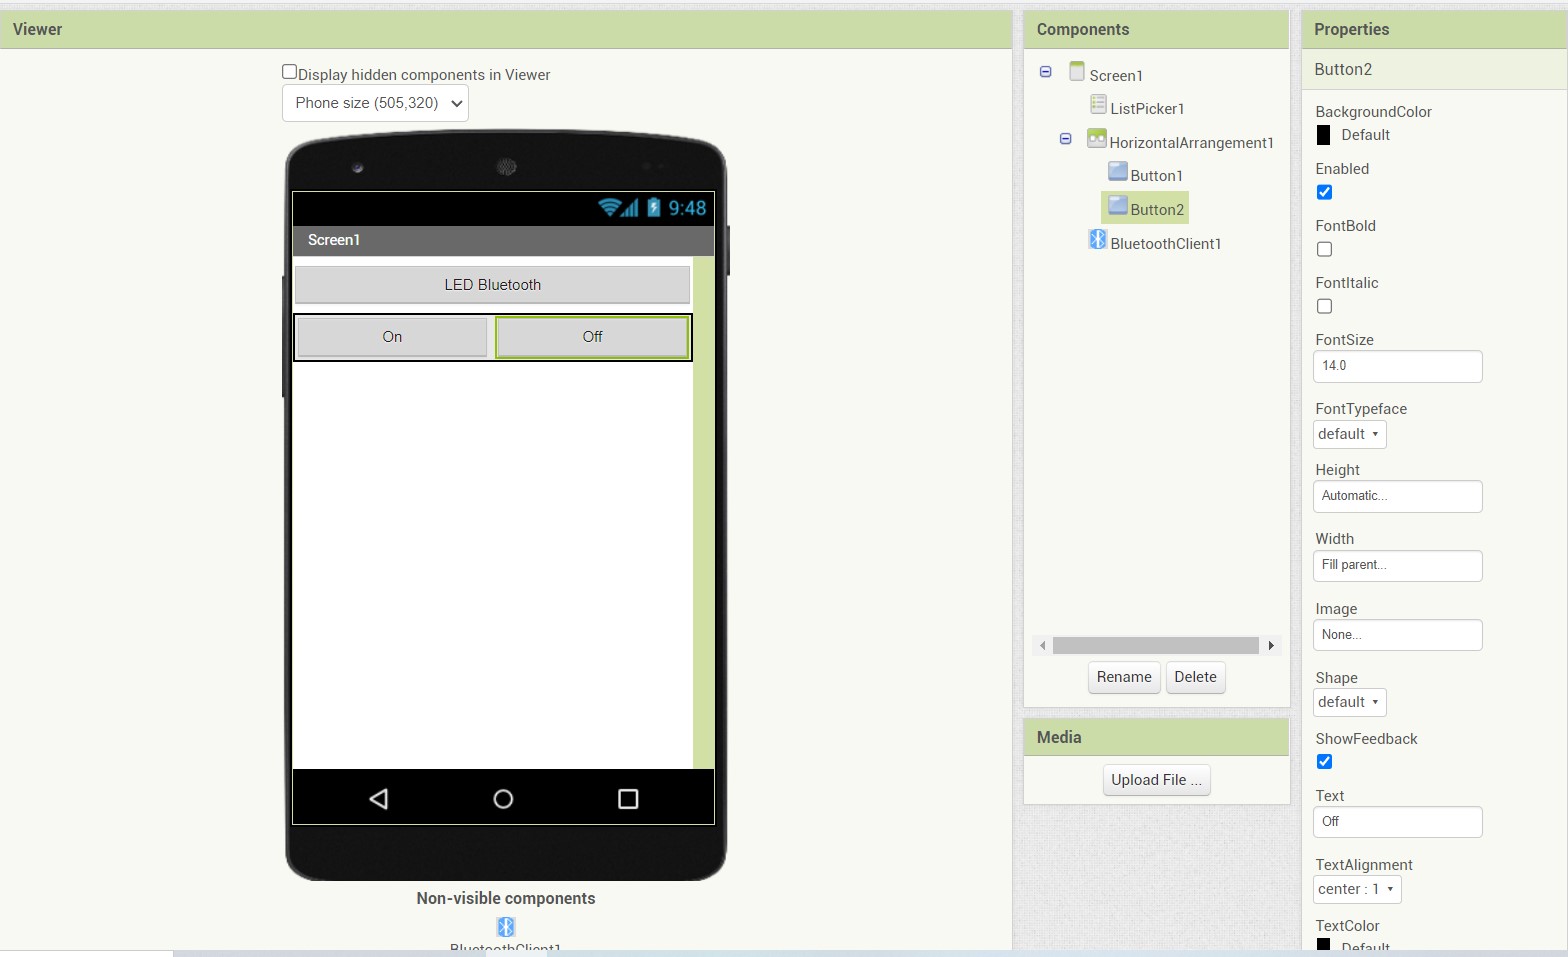 Viewer
Display hidden components in Viewer
Phone size (505,320)
9:48
Screen1
LED Bluetooth
On
Off
Non-visible components
BluetoothClient1
Components
Screen1
ListPicker1
HorizontalArrangement1
Button1
Button2
BluetoothClient1
Rename
Delete
Media
Upload File ...
Properties
Button2
BackgroundColor
Default
Enabled
FontBold
FontItalic
FontSize
14.0
FontTypeface
default
Height
Automatic...
Width
Fill parent...
Image
None...
Shape
default
ShowFeedback
Text
Off
TextAlignment
center : 1
TextColor
Default